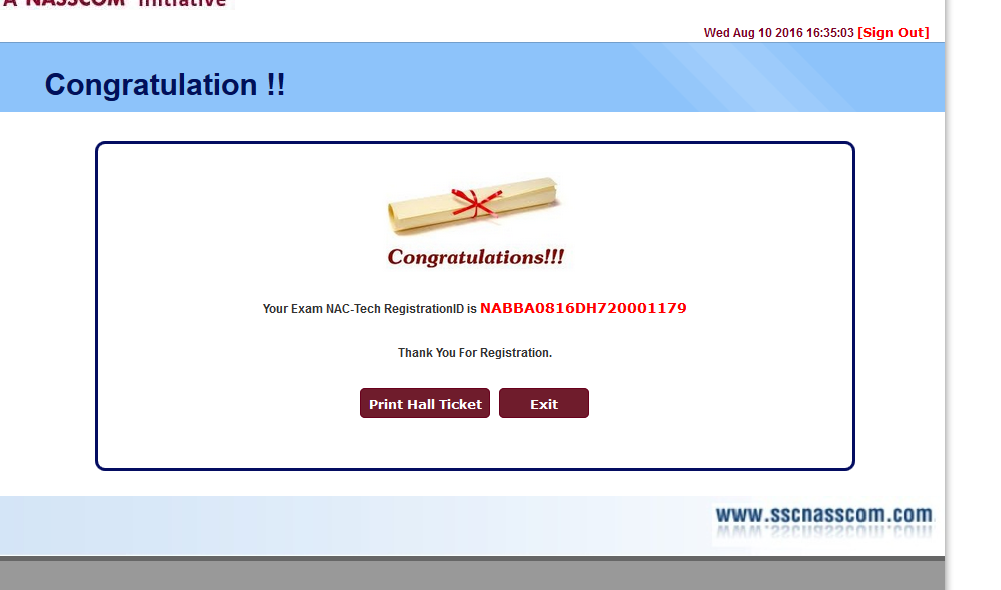 A NASSCOM® Initiative
Wed Aug 10 2016 16:35:03 [Sign Out]
Congratulation !!
Congratulations!!!
Your Exam NAC-Tech RegistrationID is NABBA0816DH720001179
Thank You For Registration.
Print Hall Ticket Exit
www.sscnasscom.com